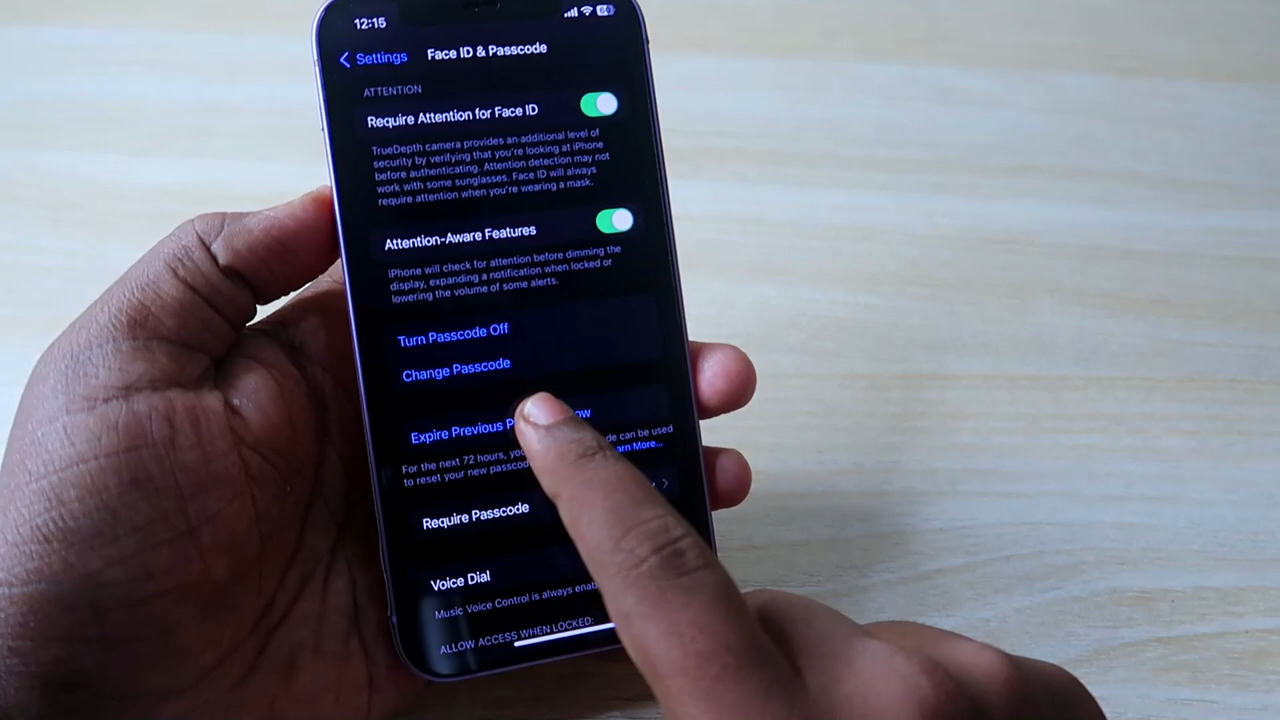 12:15
60
Settings
Face ID & Passcode
ATTENTION
Require Attention for Face ID
TrueDepth camera provides an additional level of
security by verifying that you're looking at iPhone
before authenticating. Attention detection may not
work with some sunglasses. Face ID will always
require attention when you're wearing a mask.
Attention-Aware Features
iPhone will check for attention before dimming the
display, expanding a notification when locked or
lowering the volume of some alerts.
Turn Passcode Off
Change Passcode
Expire Previous
For the next 72 hours, can be used
to reset your new More...
Require Passcode
Voice Dial
Music Voice Control is always
ALLOW ACCESS WHEN LOCKED: